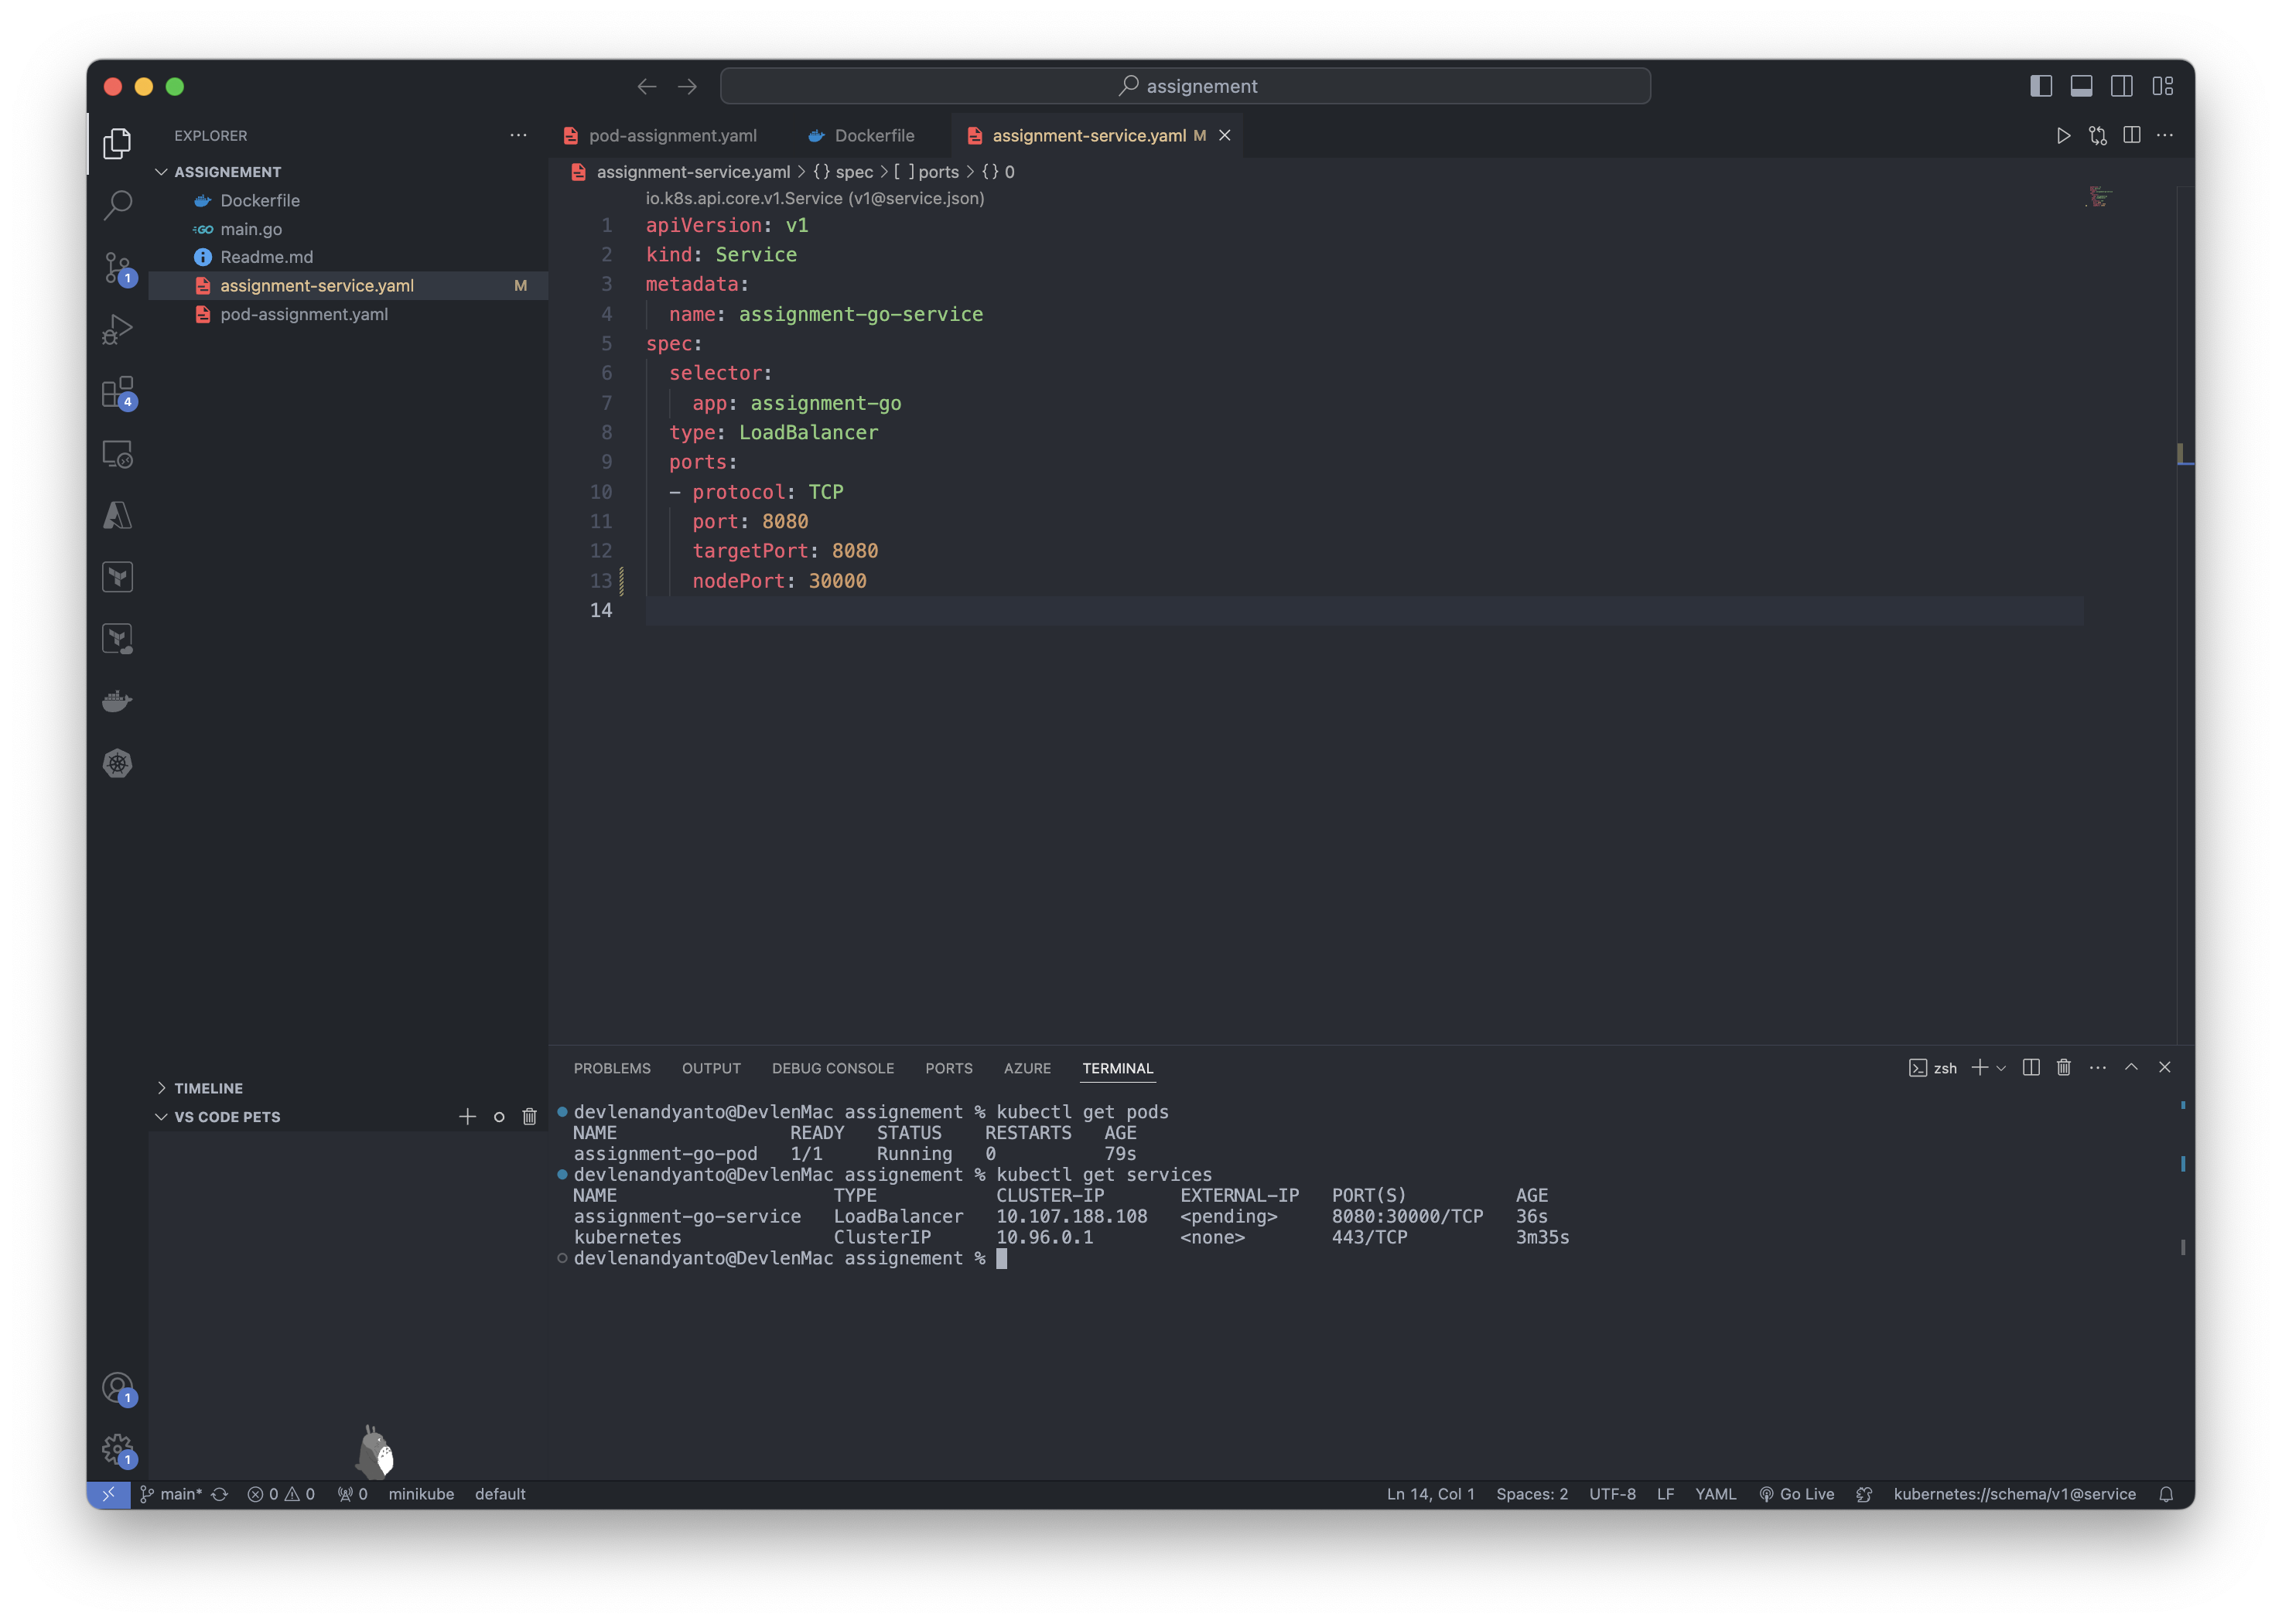 assignement
EXPLORER
ASSIGNEMENT
Dockerfile
GO main.go
Readme.md
assignment-service.yaml M
pod-assignment.yaml
1
4
TIMELINE
VS CODE PETS
1
1
pod-assignment.yaml Dockerfile assignment-service.yaml M
assignment-service.yaml > {} spec > [ ] ports > {} 0
io.k8s.api.core.v1.Service (v1@service.json)
1 apiVersion: v1
2 kind: Service
3 metadata:
4 name: assignment-go-service
5 spec:
6 selector:
7 app: assignment-go
8 type: LoadBalancer
9 ports:
10 - protocol: TCP
11 port: 8080
12 targetPort: 8080
13 nodePort: 30000
14
PROBLEMS OUTPUT DEBUG CONSOLE PORTS AZURE TERMINAL zsh
devlenandyanto@DevlenMac assignement % kubectl get pods
NAME READY STATUS RESTARTS AGE
assignment-go-pod 1/1 Running 0 79s
devlenandyanto@DevlenMac assignement % kubectl get services
NAME TYPE CLUSTER-IP EXTERNAL-IP PORT(S) AGE
assignment-go-service LoadBalancer 10.107.188.108 <pending> 8080:30000/TCP 36s
kubernetes ClusterIP 10.96.0.1 <none> 443/TCP 3m35s
devlenandyanto@DevlenMac assignement %
main* 0 0 0 minikube default Ln 14, Col 1 Spaces: 2 UTF-8 LF YAML Go Live kubernetes://schema/v1@service